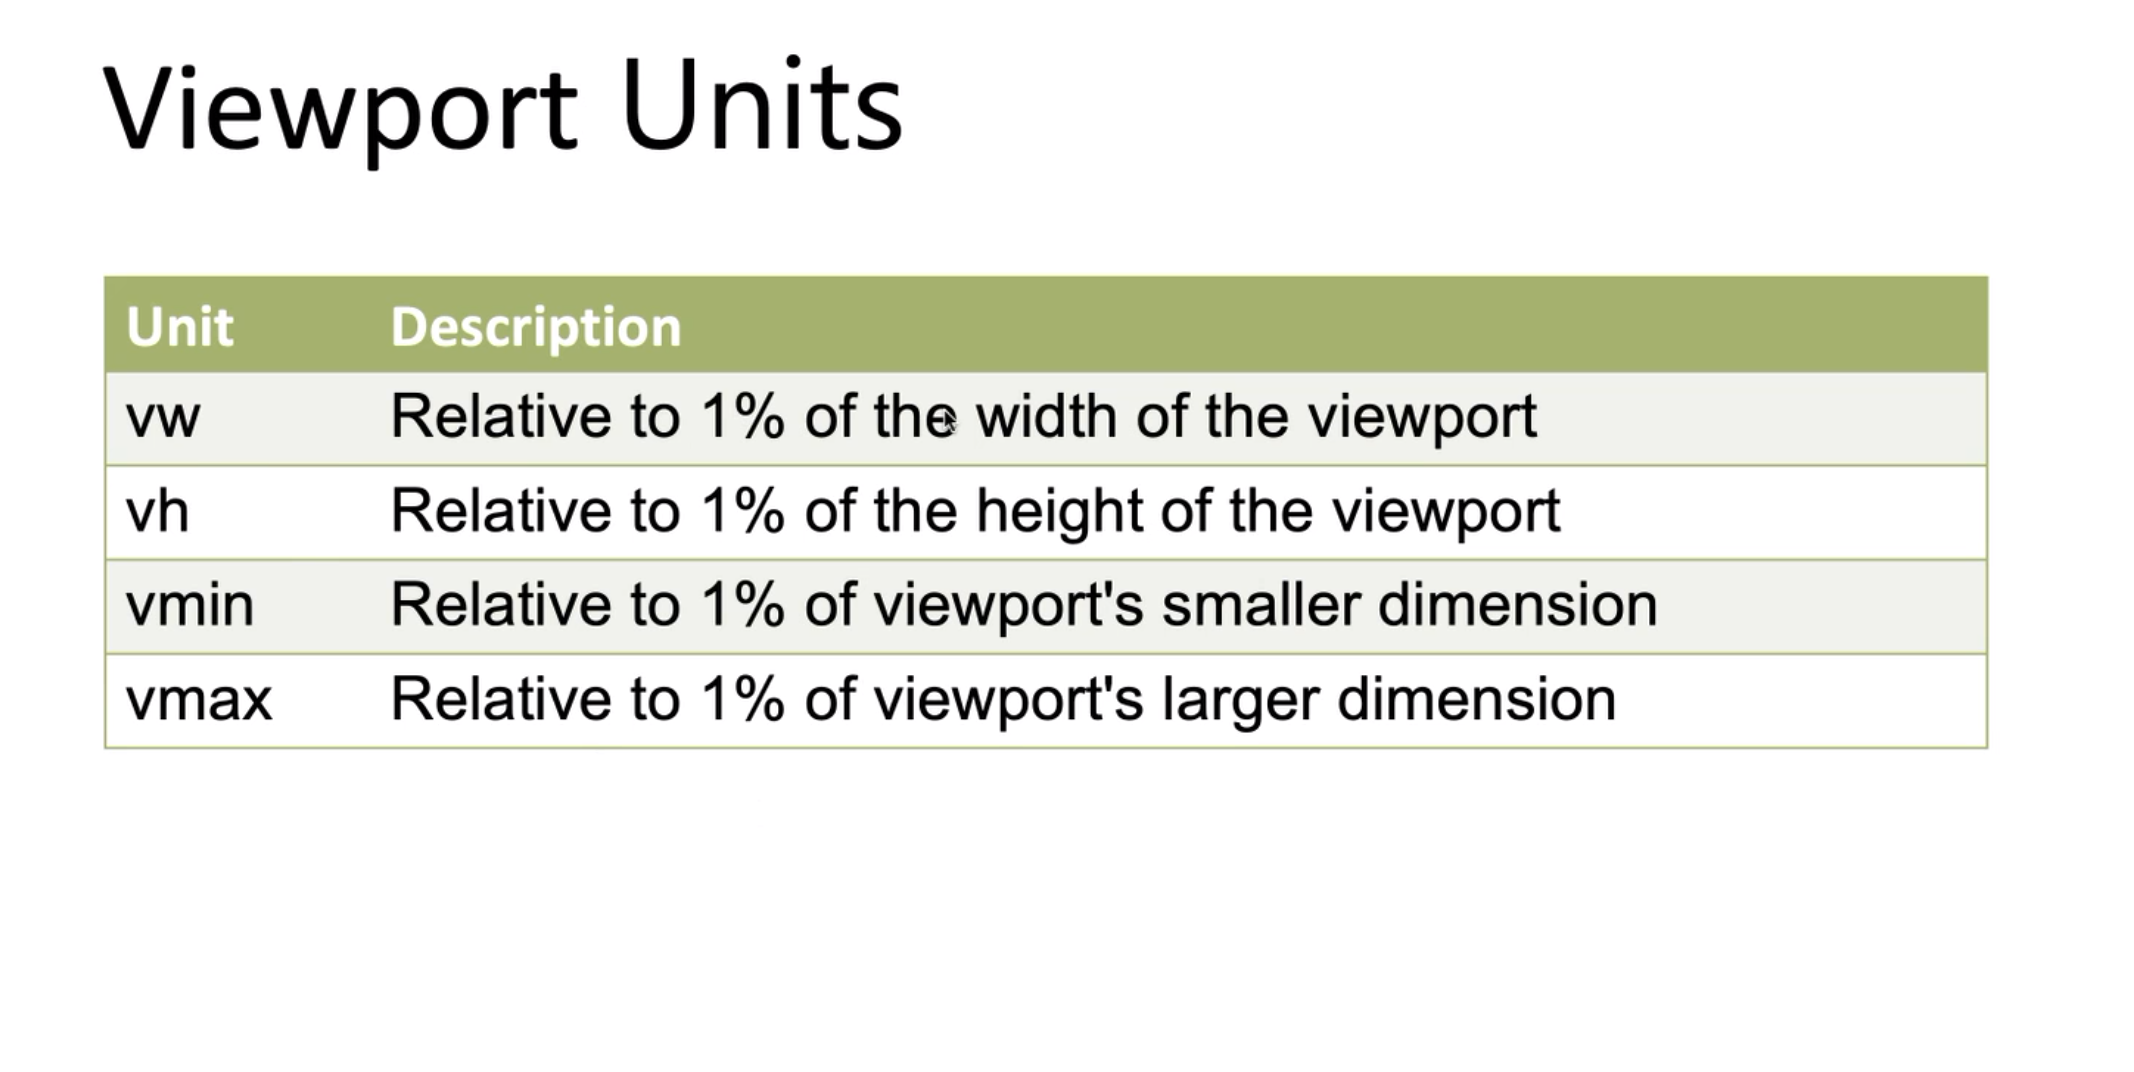 Viewport Units
Unit Description
vw Relative to 1% of the width of the viewport
vh Relative to 1% of the height of the viewport
vmin Relative to 1% of viewport's smaller dimension
vmax Relative to 1% of viewport's larger dimension